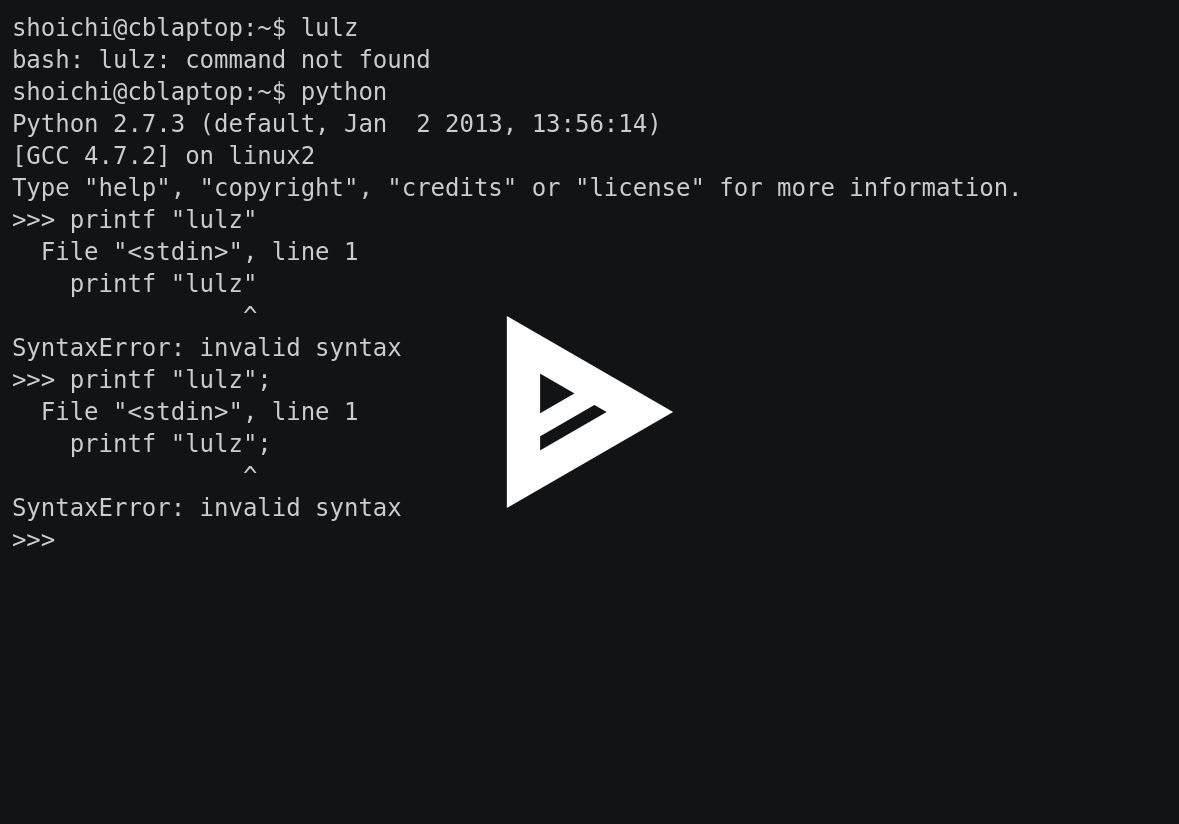 shoichi@cblaptop:~$ lulz
bash: lulz: command not found
shoichi@cblaptop:~$ python
Python 2.7.3 (default, Jan  2 2013, 13:56:14)
[GCC 4.7.2] on linux2
Type "help", "copyright", "credits" or "license" for more information.
>>> printf "lulz"
  File "<stdin>", line 1
    printf "lulz"
                ^
SyntaxError: invalid syntax
>>> printf "lulz";
  File "<stdin>", line 1
    printf "lulz";
                ^
SyntaxError: invalid syntax
>>>